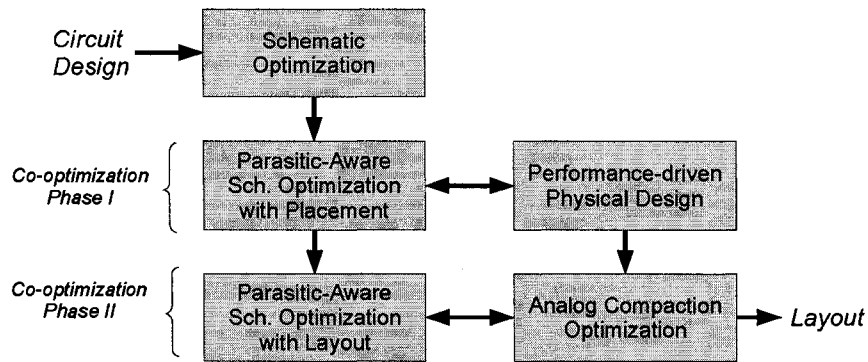 Circuit
Design
Schematic
Optimization
Co-optimization
Phase I
Parasitic-Aware
Sch. Optimization
with Placement
Performance-driven
Physical Design
Co-optimization
Phase II
Parasitic-Aware
Sch. Optimization
with Layout
Analog Compaction
Optimization
Layout